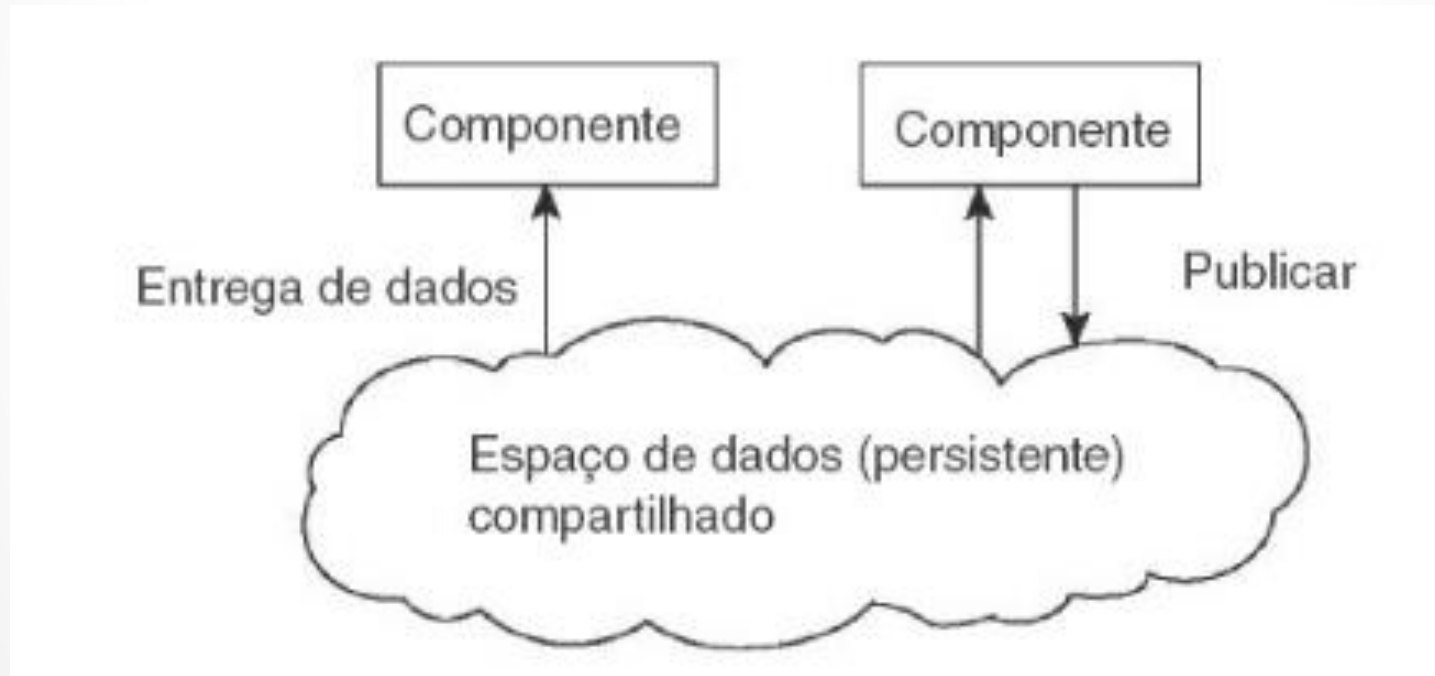 Componente
Componente
Entrega de dados
Publicar
Espaço de dados (persistente)
compartilhado